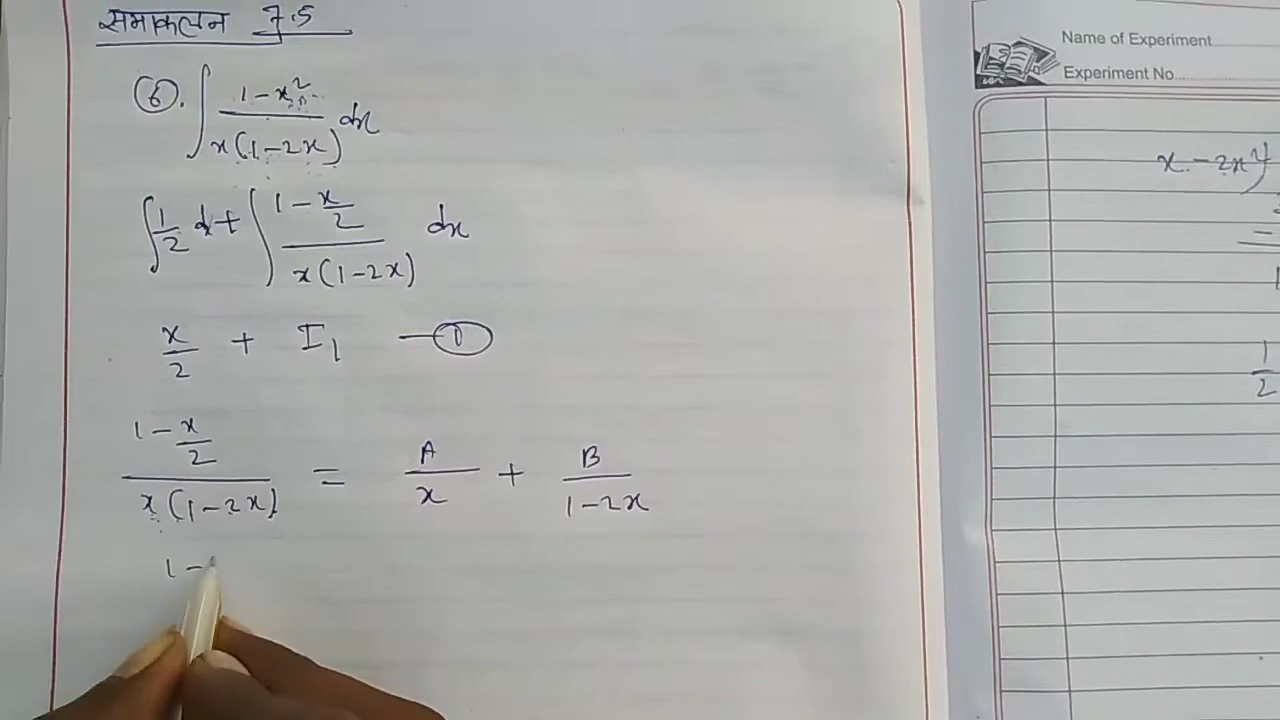 समाकलन 7.5
⑥. ∫ (1-x²)/(x(1-2x)) dx
∫ 1/2 dx + ∫ (1 - x/2)/(x(1-2x)) dx
x/2 + I₁ —①
(1 - x/2)/(x(1-2x)) = A/x + B/(1-2x)
1 -
Name of Experiment
Experiment No.
x - 2x²
1/2